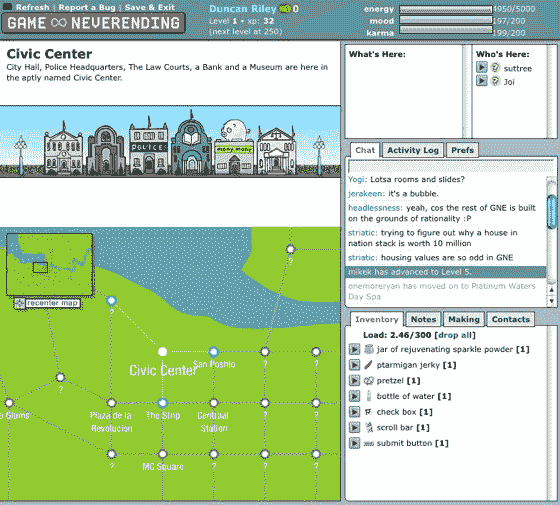 Refresh | Report a Bug | Save & Exit
GAME ∞ NEVERENDING
Duncan Riley 0
Level 1 • xp: 32
(next level at 250)
energy 4950/5000
mood 197/200
karma 199/200
Civic Center
City Hall, Police Headquarters, The Law Courts, a Bank and a Museum are here in
the aptly named Civic Center.
POLICE
recenter map
?
?
Civic Center
San Poshlo
?
?
?
Plaza de la
Revolucion
The Strip
Central
Station
?
?
?
MC Square
?
?
?
What's Here:
Who's Here:
suttree
Joi
Chat
Activity Log
Prefs
Yogi: Lotsa rooms and slides?
jerakeen: it's a bubble.
headlessness: yeah, cos the rest of GNE is built
on the grounds of rationality :P
striatic: trying to figure out why a house in
nation stack is worth 10 million
striatic: housing values are so odd in GNE
mikek has advanced to Level 5.
onemoreryan has moved on to Platinum Waters
Day Spa
Inventory
Notes
Making
Contacts
Load: 2.46/300 [drop all]
jar of rejuvenating sparkle powder [1]
ptarmigan jerky [1]
pretzel [1]
bottle of water [1]
check box [1]
scroll bar [1]
submit button [1]